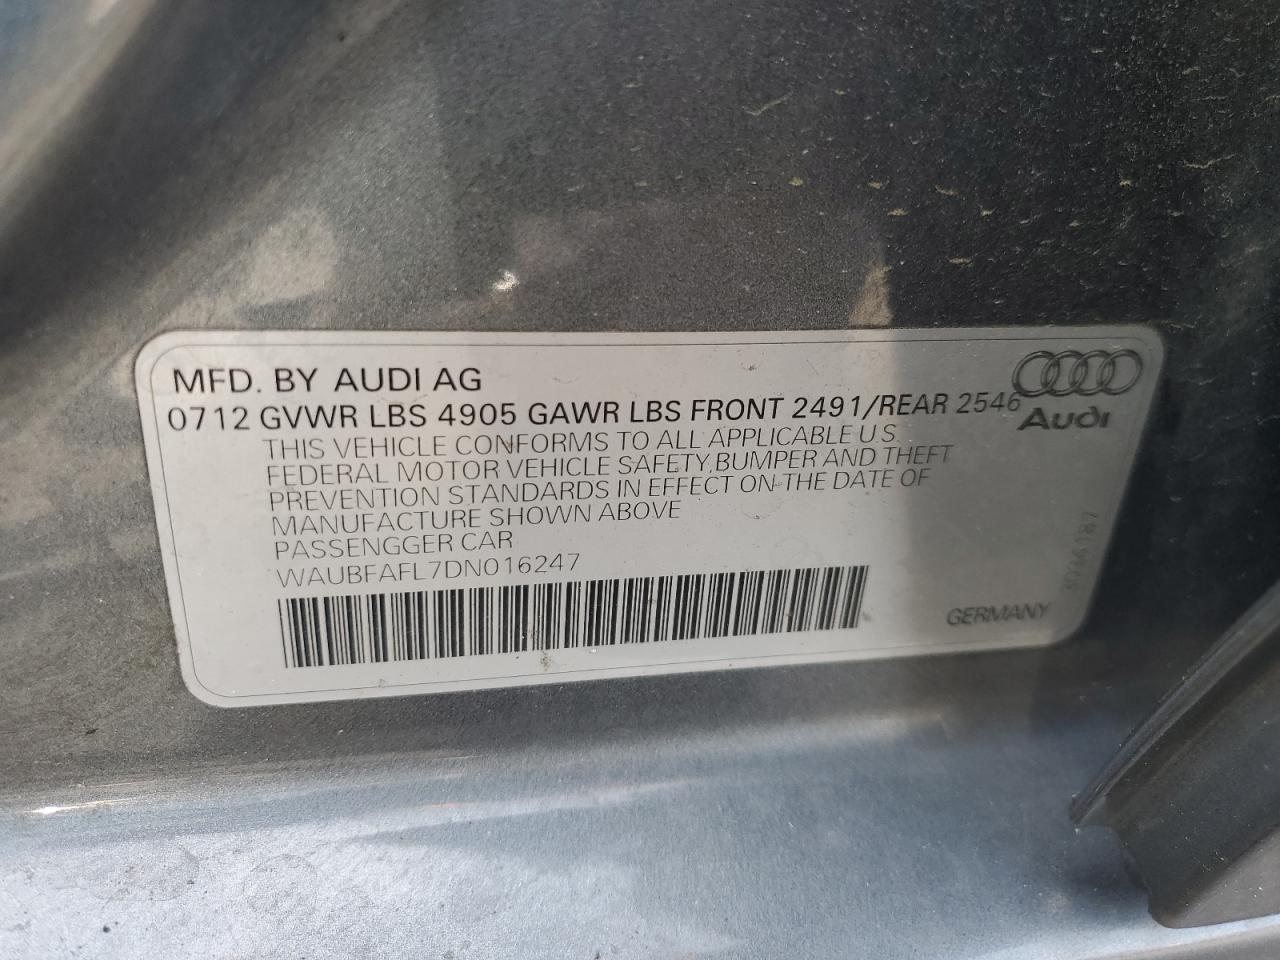 MFD. BY AUDI AG
0712 GVWR LBS 4905 GAWR LBS FRONT 2491/REAR 2546
Audi
THIS VEHICLE CONFORMS TO ALL APPLICABLE U.S.
FEDERAL MOTOR VEHICLE SAFETY, BUMPER AND THEFT
PREVENTION STANDARDS IN EFFECT ON THE DATE OF
MANUFACTURE SHOWN ABOVE
PASSENGGER CAR
WAUBFAFL7DN016247
GERMANY